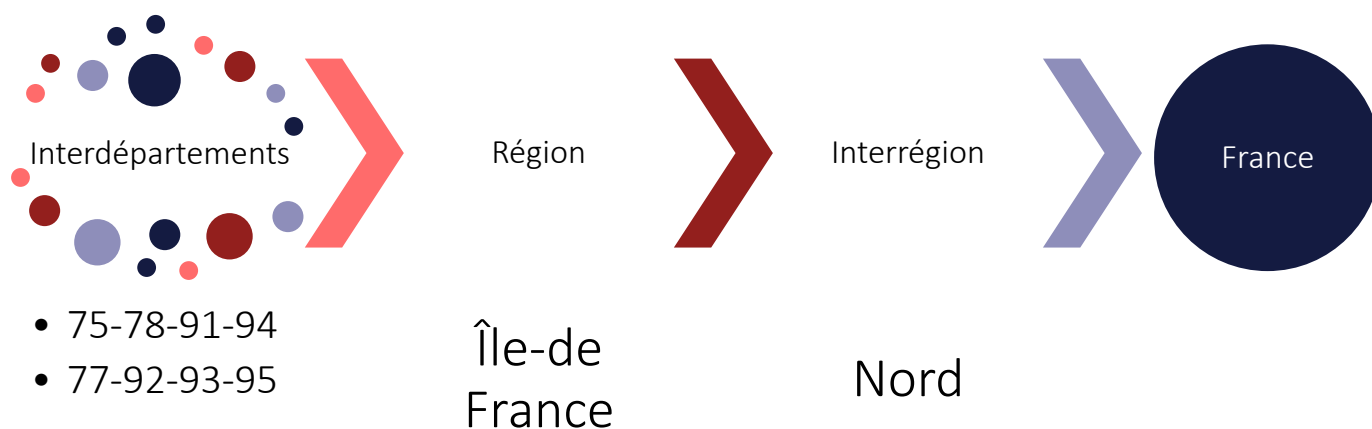 Interdépartements
Région
Interrégion
France
• 75-78-91-94
• 77-92-93-95
Île-de
France
Nord